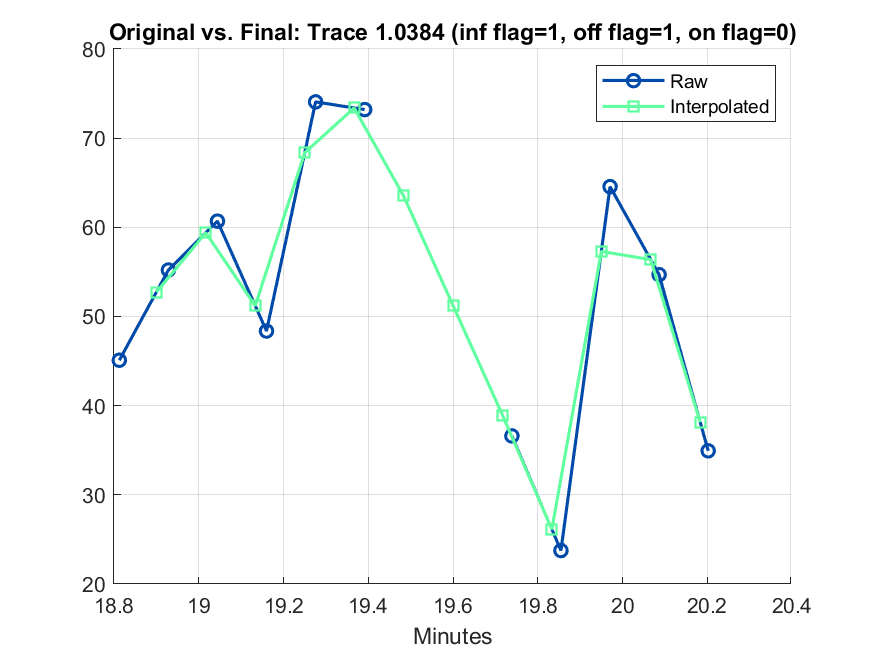 Original vs. Final: Trace 1.0384 (inf flag=1, off flag=1, on flag=0)
80
70
60
50
40
30
20
Raw
Interpolated
18.8 19 19.2 19.4 19.6 19.8 20 20.2 20.4
Minutes